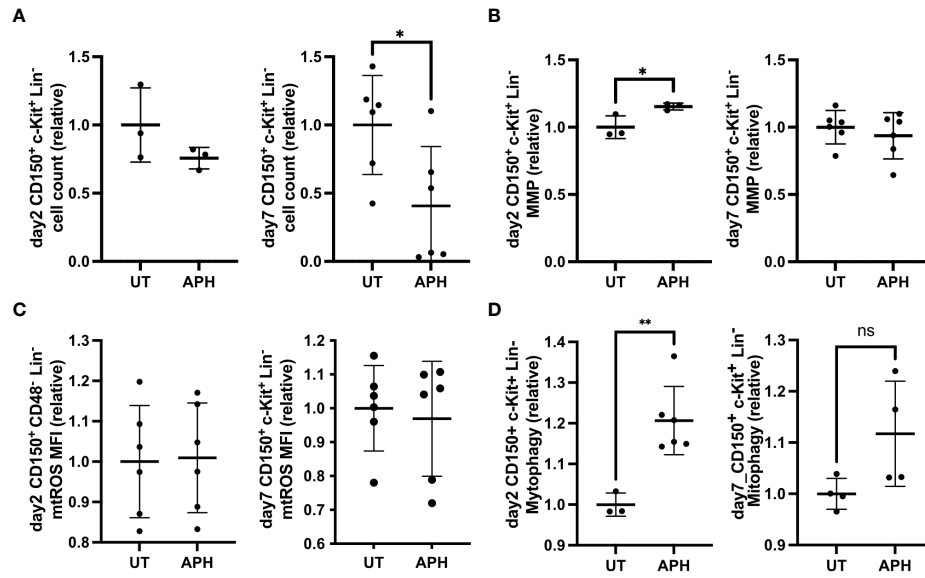 A
day2 CD150⁺ c-Kit⁺ Lin⁻
cell count (relative)
1.5
1.0
0.5
0.0
UT APH
day7 CD150⁺ c-Kit⁺ Lin⁻
cell count (relative)
1.5
1.0
0.5
0.0
*
UT APH
B
day2 CD150⁺ c-Kit⁺ Lin⁻
MMP (relative)
1.5
1.0
0.5
0.0
*
UT APH
day7 CD150⁺ c-Kit⁺ Lin⁻
MMP (relative)
1.5
1.0
0.5
0.0
UT APH
C
day2 CD150⁺ CD48⁻ Lin⁻
mtROS MFI (relative)
1.3
1.2
1.1
1.0
0.9
0.8
UT APH
day7 CD150⁺ c-Kit⁺ Lin⁻
mtROS MFI (relative)
1.2
1.1
1.0
0.9
0.8
0.7
0.6
UT APH
D
day2 CD150+ c-Kit+ Lin-
Mytophagy (relative)
1.4
1.3
1.2
1.1
1.0
0.9
**
UT APH
day7_CD150⁺ c-Kit⁺ Lin⁻
Mitophagy (relative)
1.3
1.2
1.1
1.0
0.9
ns
UT APH